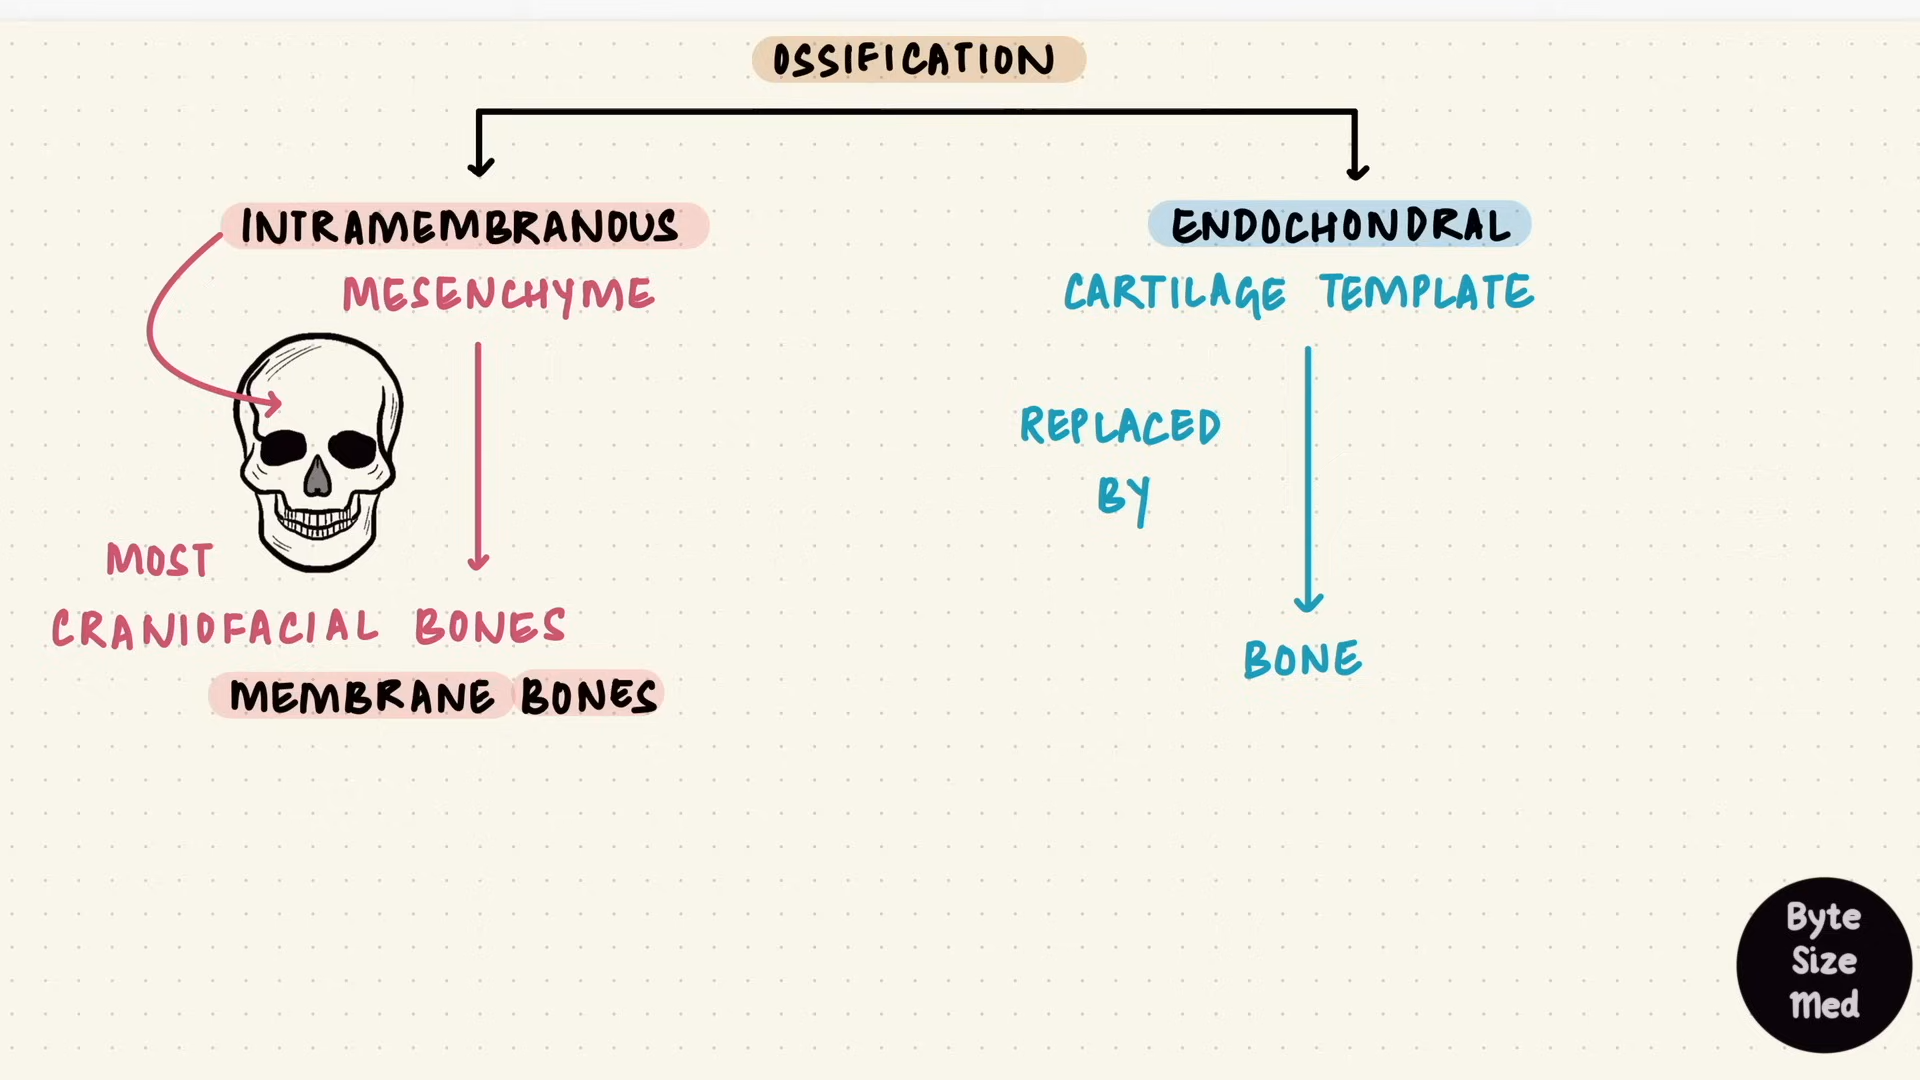 OSSIFICATION
INTRAMEMBRANOUS
MESENCHYME
MOST
CRANIOFACIAL BONES
MEMBRANE BONES
ENDOCHONDRAL
CARTILAGE TEMPLATE
REPLACED
BY
BONE
Byte
Size
Med